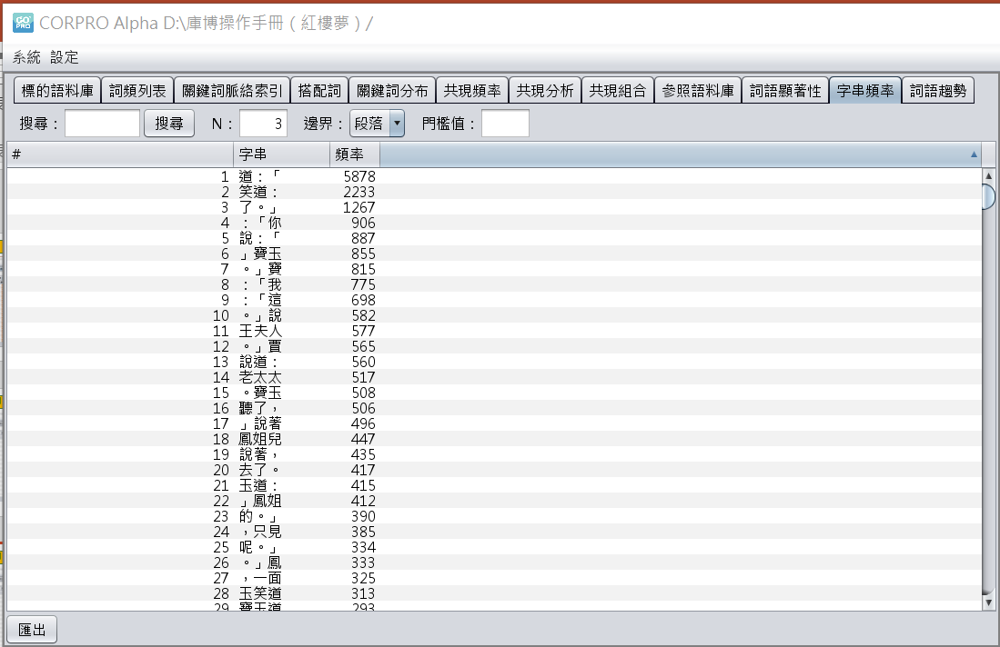 GO PRO
CORPRO Alpha D:\庫博操作手冊（紅樓夢）/
系統 設定
標的語料庫 詞頻列表 關鍵詞脈絡索引 搭配詞 關鍵詞分布 共現頻率 共現分析 共現組合 參照語料庫 詞語顯著性 字串頻率 詞語趨勢
搜尋： 搜尋 N： 3 邊界： 段落 門檻值：
# 字串 頻率
1 道：「 5878
2 笑道： 2233
3 了。」 1267
4 ：「你 906
5 說：「 887
6 」寶玉 855
7 。」寶 815
8 ：「我 775
9 ：「這 698
10 。」說 582
11 王夫人 577
12 。」賈 565
13 說道： 560
14 老太太 517
15 。寶玉 508
16 聽了， 506
17 」說著 496
18 鳳姐兒 447
19 說著， 435
20 去了。 417
21 玉道： 415
22 」鳳姐 412
23 的。」 390
24 ，只見 385
25 呢。」 334
26 。」鳳 333
27 ，一面 325
28 玉笑道 313
29 寶玉道 293
匯出